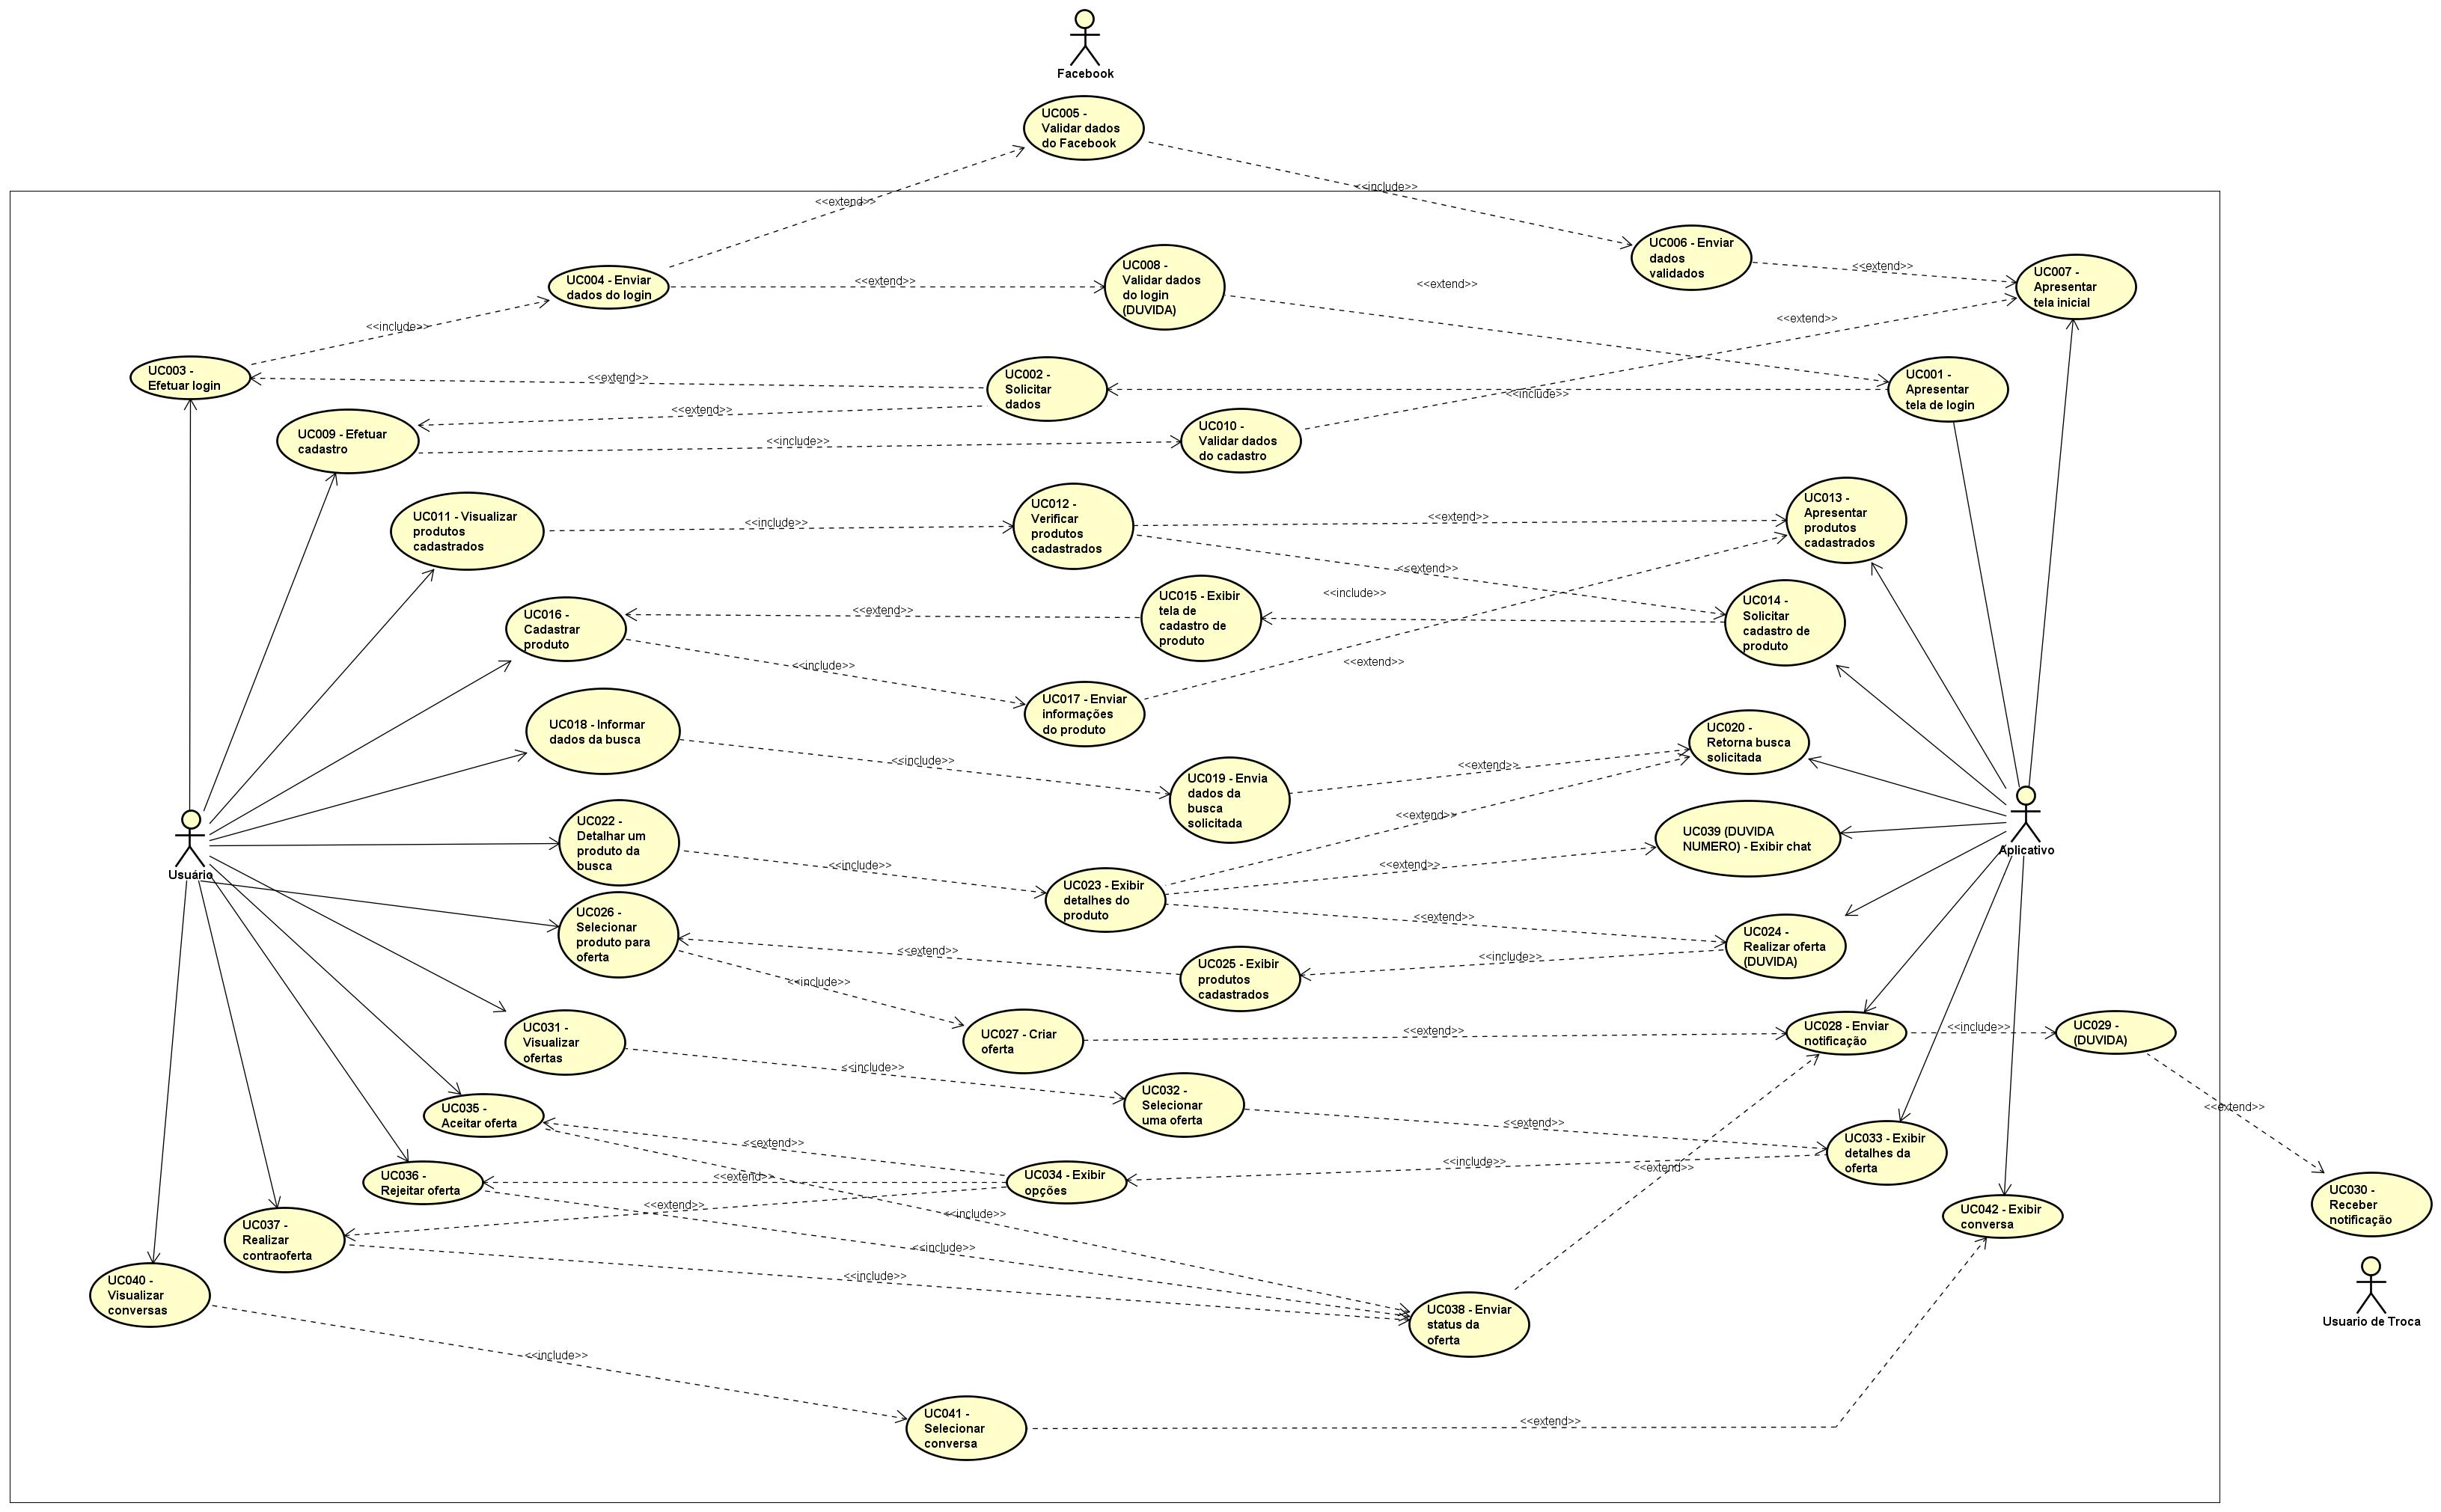 Facebook
UC005 -
Validar dados
do Facebook
<<include>>
<<extend>>
UC006 - Enviar
dados
validados
<<extend>>
UC007 -
Apresentar
tela inicial
UC004 - Enviar
dados do login
<<extend>>
UC008 -
Validar dados
do login
(DUVIDA)
<<extend>>
<<include>>
<<extend>>
UC003 -
Efetuar login
<<extend>>
UC002 -
Solicitar
dados
<<include>>
UC001 -
Apresentar
tela de login
<<extend>>
UC009 - Efetuar
cadastro
<<include>>
UC010 -
Validar dados
do cadastro
UC011 - Visualizar
produtos
cadastrados
<<include>>
UC012 -
Verificar
produtos
cadastrados
<<extend>>
UC013 -
Apresentar
produtos
cadastrados
<<extend>>
UC016 -
Cadastrar
produto
<<extend>>
UC015 - Exibir
tela de
cadastro de
produto
<<include>>
UC014 -
Solicitar
cadastro de
produto
<<include>>
<<extend>>
UC017 - Enviar
informações
do produto
UC018 - Informar
dados da busca
<<include>>
UC019 - Envia
dados da
busca
solicitada
<<extend>>
UC020 -
Retorna busca
solicitada
UC022 -
Detalhar um
produto da
busca
<<include>>
<<extend>>
UC039 (DUVIDA
NUMERO) - Exibir chat
Aplicativo
Usuário
<<extend>>
UC023 - Exibir
detalhes do
produto
<<extend>>
UC026 -
Selecionar
produto para
oferta
<<extend>>
UC025 - Exibir
produtos
cadastrados
<<include>>
UC024 -
Realizar oferta
(DUVIDA)
<<include>>
UC031 -
Visualizar
ofertas
UC027 - Criar
oferta
<<extend>>
UC028 - Enviar
notificação
<<include>>
UC029 -
(DUVIDA)
<<include>>
UC032 -
Selecionar
uma oferta
<<extend>>
<<extend>>
UC035 -
Aceitar oferta
<<extend>>
UC033 - Exibir
detalhes da
oferta
<<include>>
<<extend>>
UC036 -
Rejeitar oferta
<<extend>>
UC034 - Exibir
opções
<<extend>>
UC030 -
Receber
notificação
<<include>>
UC042 - Exibir
conversa
UC037 -
Realizar
contraoferta
<<include>>
<<include>>
UC040 -
Visualizar
conversas
UC038 - Enviar
status da
oferta
Usuario de Troca
<<include>>
UC041 -
Selecionar
conversa
<<extend>>